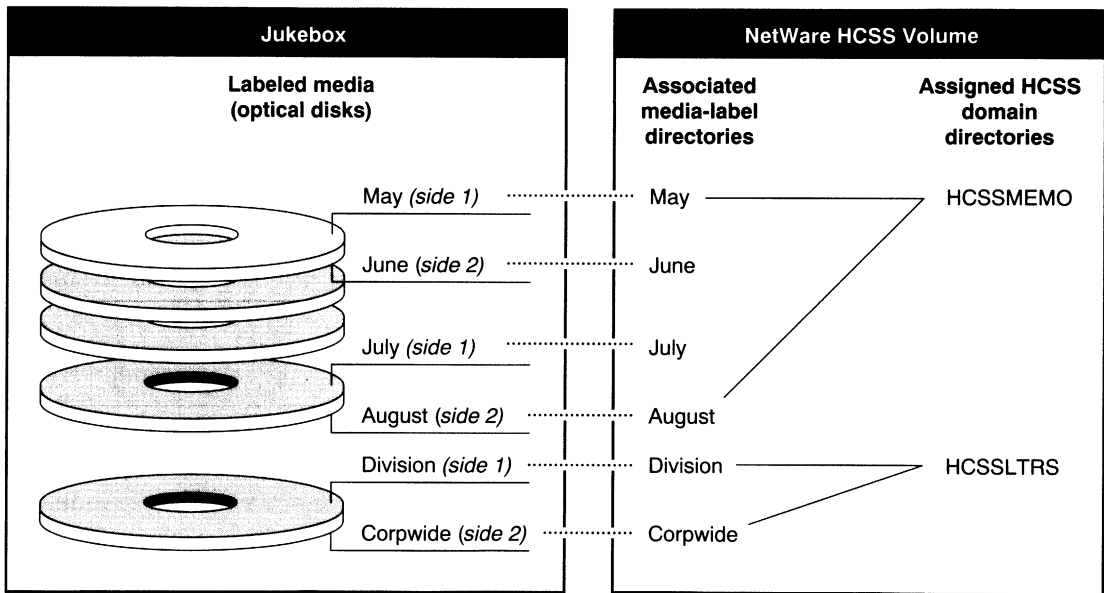 Jukebox
Labeled media
(optical disks)
May (side 1)
June (side 2)
July (side 1)
August (side 2)
Division (side 1)
Corpwide (side 2)
NetWare HCSS Volume
Associated
media-label
directories
Assigned HCSS
domain
directories
May
HCSSMEMO
June
July
August
Division
HCSSLTRS
Corpwide